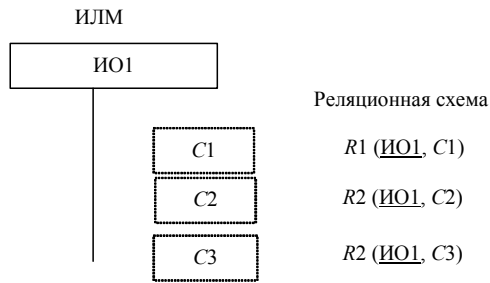 ИЛМ
ИО1
Реляционная схема
C1 R1 (ИО1, C1)
C2 R2 (ИО1, C2)
C3 R2 (ИО1, C3)